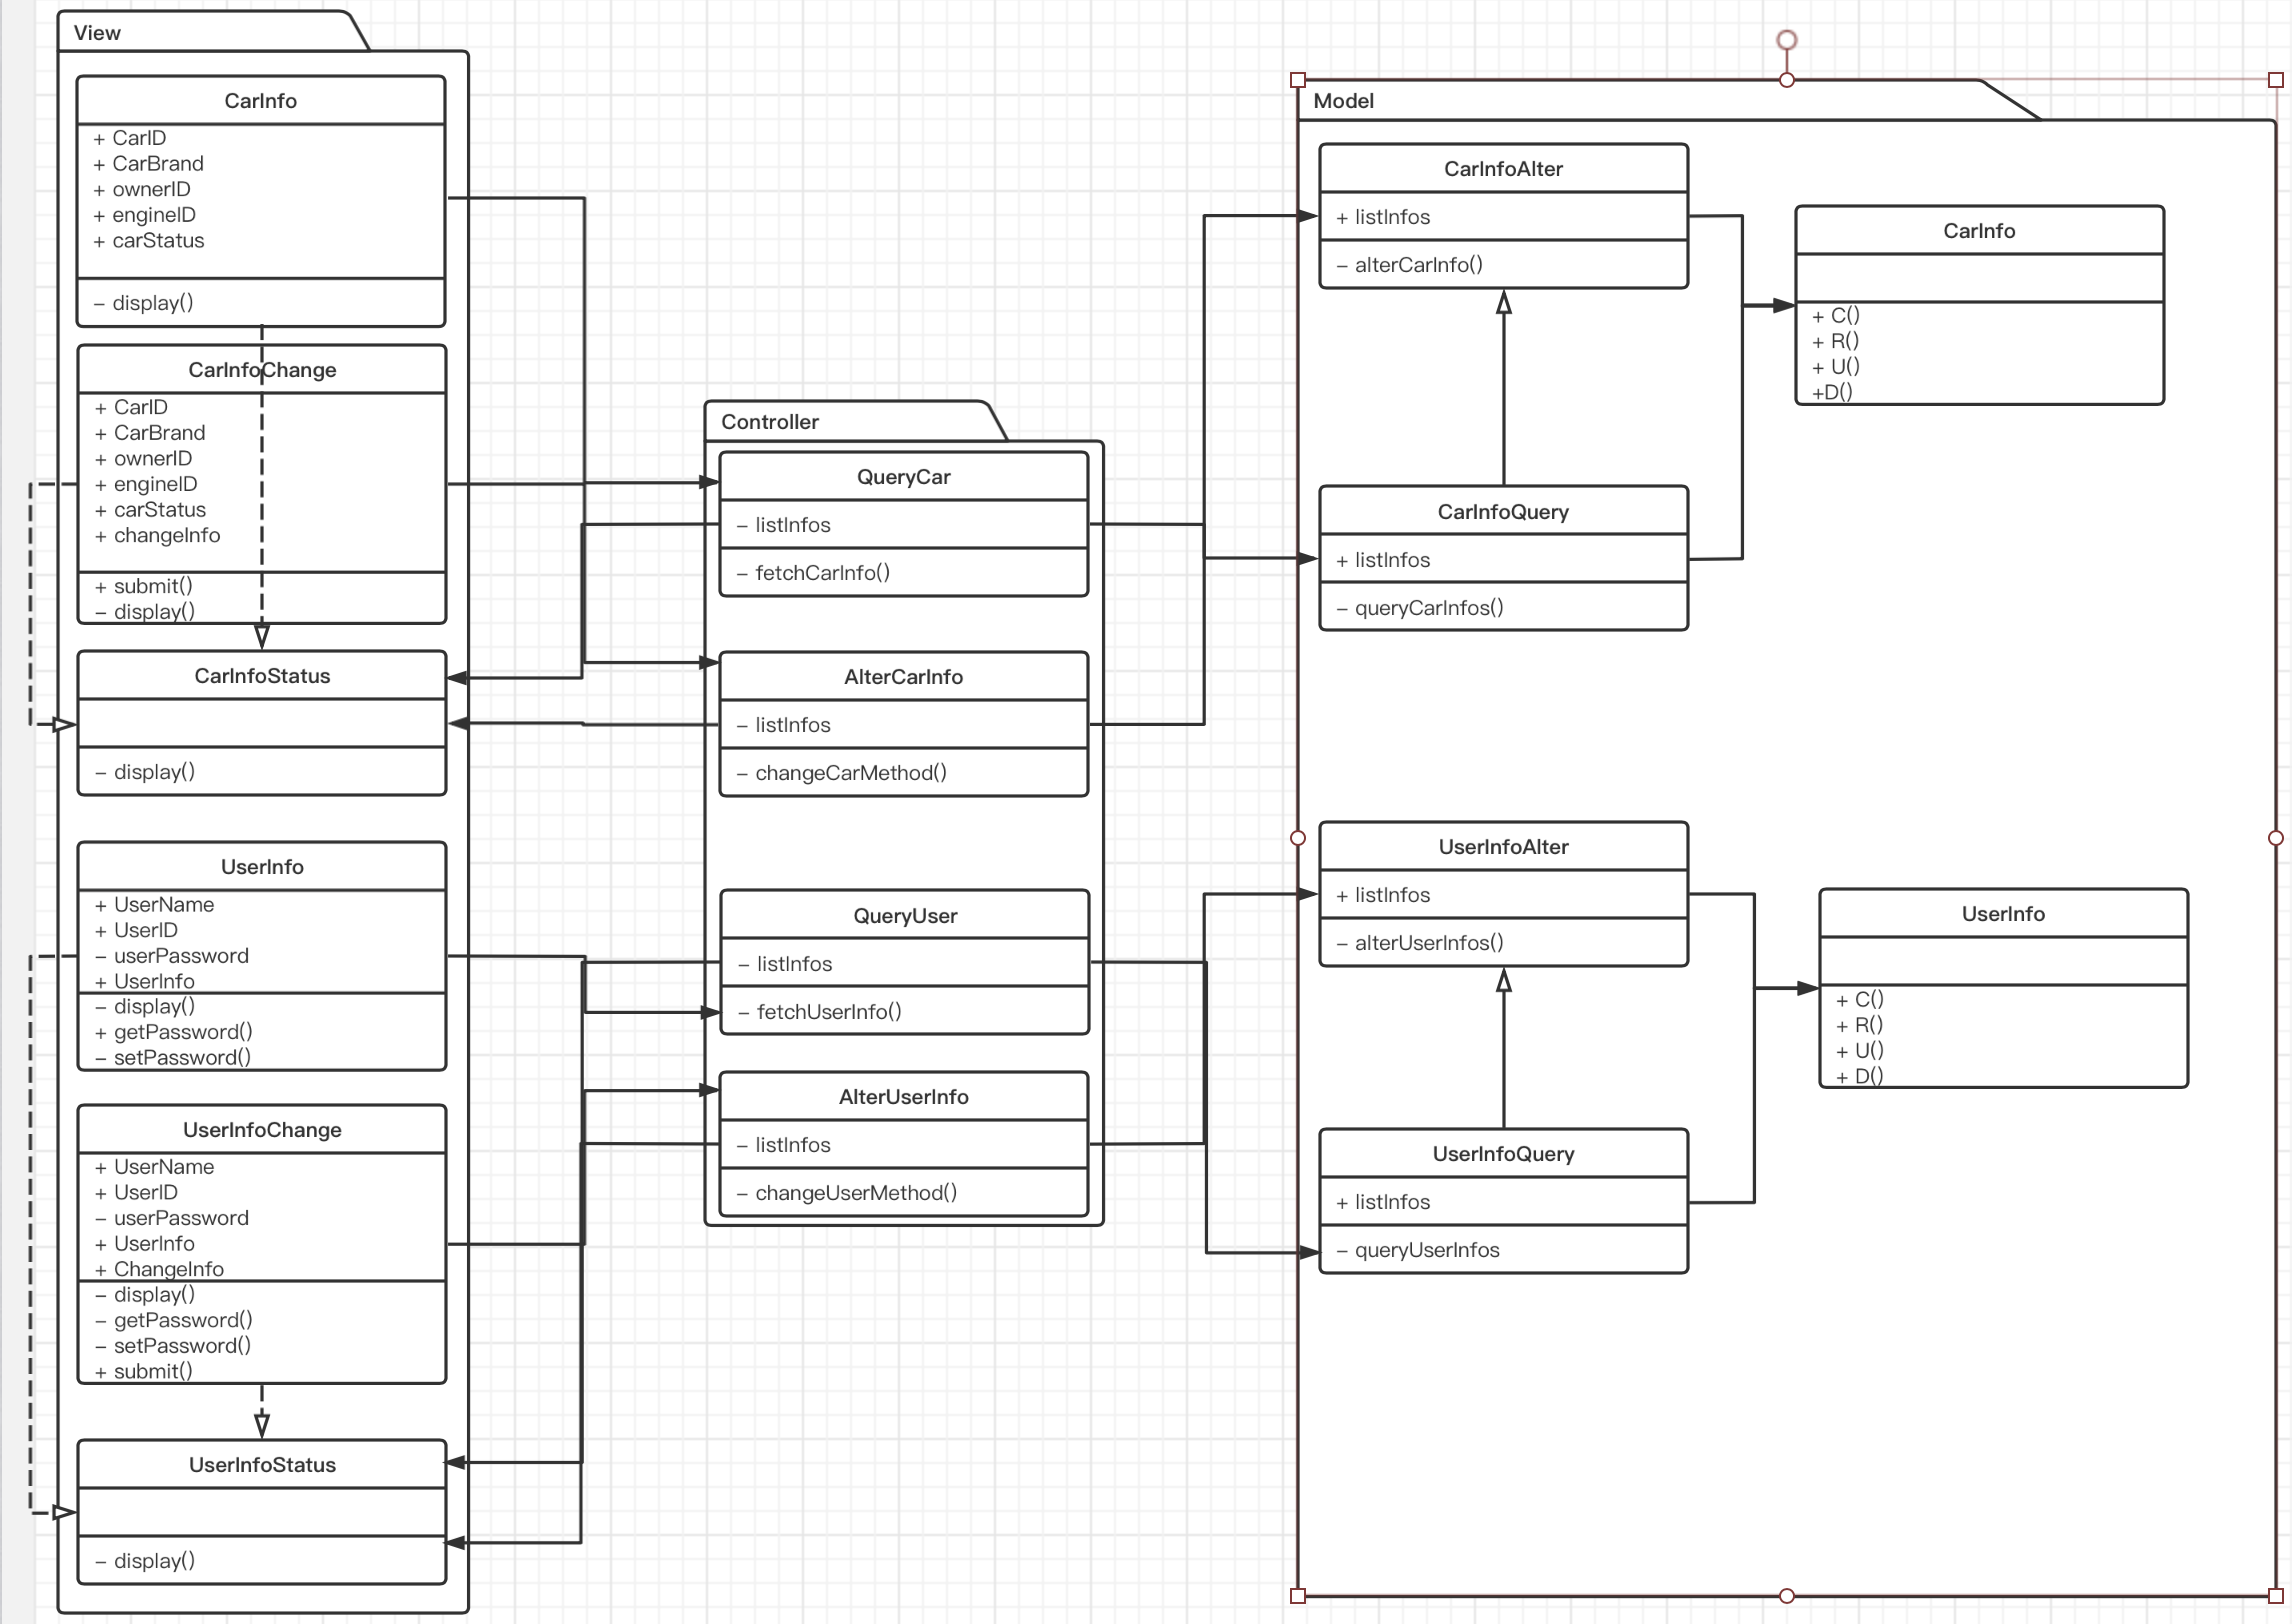 View
CarInfo
+ CarID
+ CarBrand
+ ownerID
+ engineID
+ carStatus
– display()
CarInfoChange
+ CarID
+ CarBrand
+ ownerID
+ engineID
+ carStatus
+ changeInfo
+ submit()
– display()
CarInfoStatus
– display()
UserInfo
+ UserName
+ UserID
– userPassword
+ UserInfo
– display()
+ getPassword()
– setPassword()
UserInfoChange
+ UserName
+ UserID
– userPassword
+ UserInfo
+ ChangeInfo
– display()
– getPassword()
– setPassword()
+ submit()
UserInfoStatus
– display()
Controller
QueryCar
– listInfos
– fetchCarInfo()
AlterCarInfo
– listInfos
– changeCarMethod()
QueryUser
– listInfos
– fetchUserInfo()
AlterUserInfo
– listInfos
– changeUserMethod()
Model
CarInfoAlter
+ listInfos
– alterCarInfo()
CarInfo
+ C()
+ R()
+ U()
+D()
CarInfoQuery
+ listInfos
– queryCarInfos()
UserInfoAlter
+ listInfos
– alterUserInfos()
UserInfo
+ C()
+ R()
+ U()
+ D()
UserInfoQuery
+ listInfos
– queryUserInfos